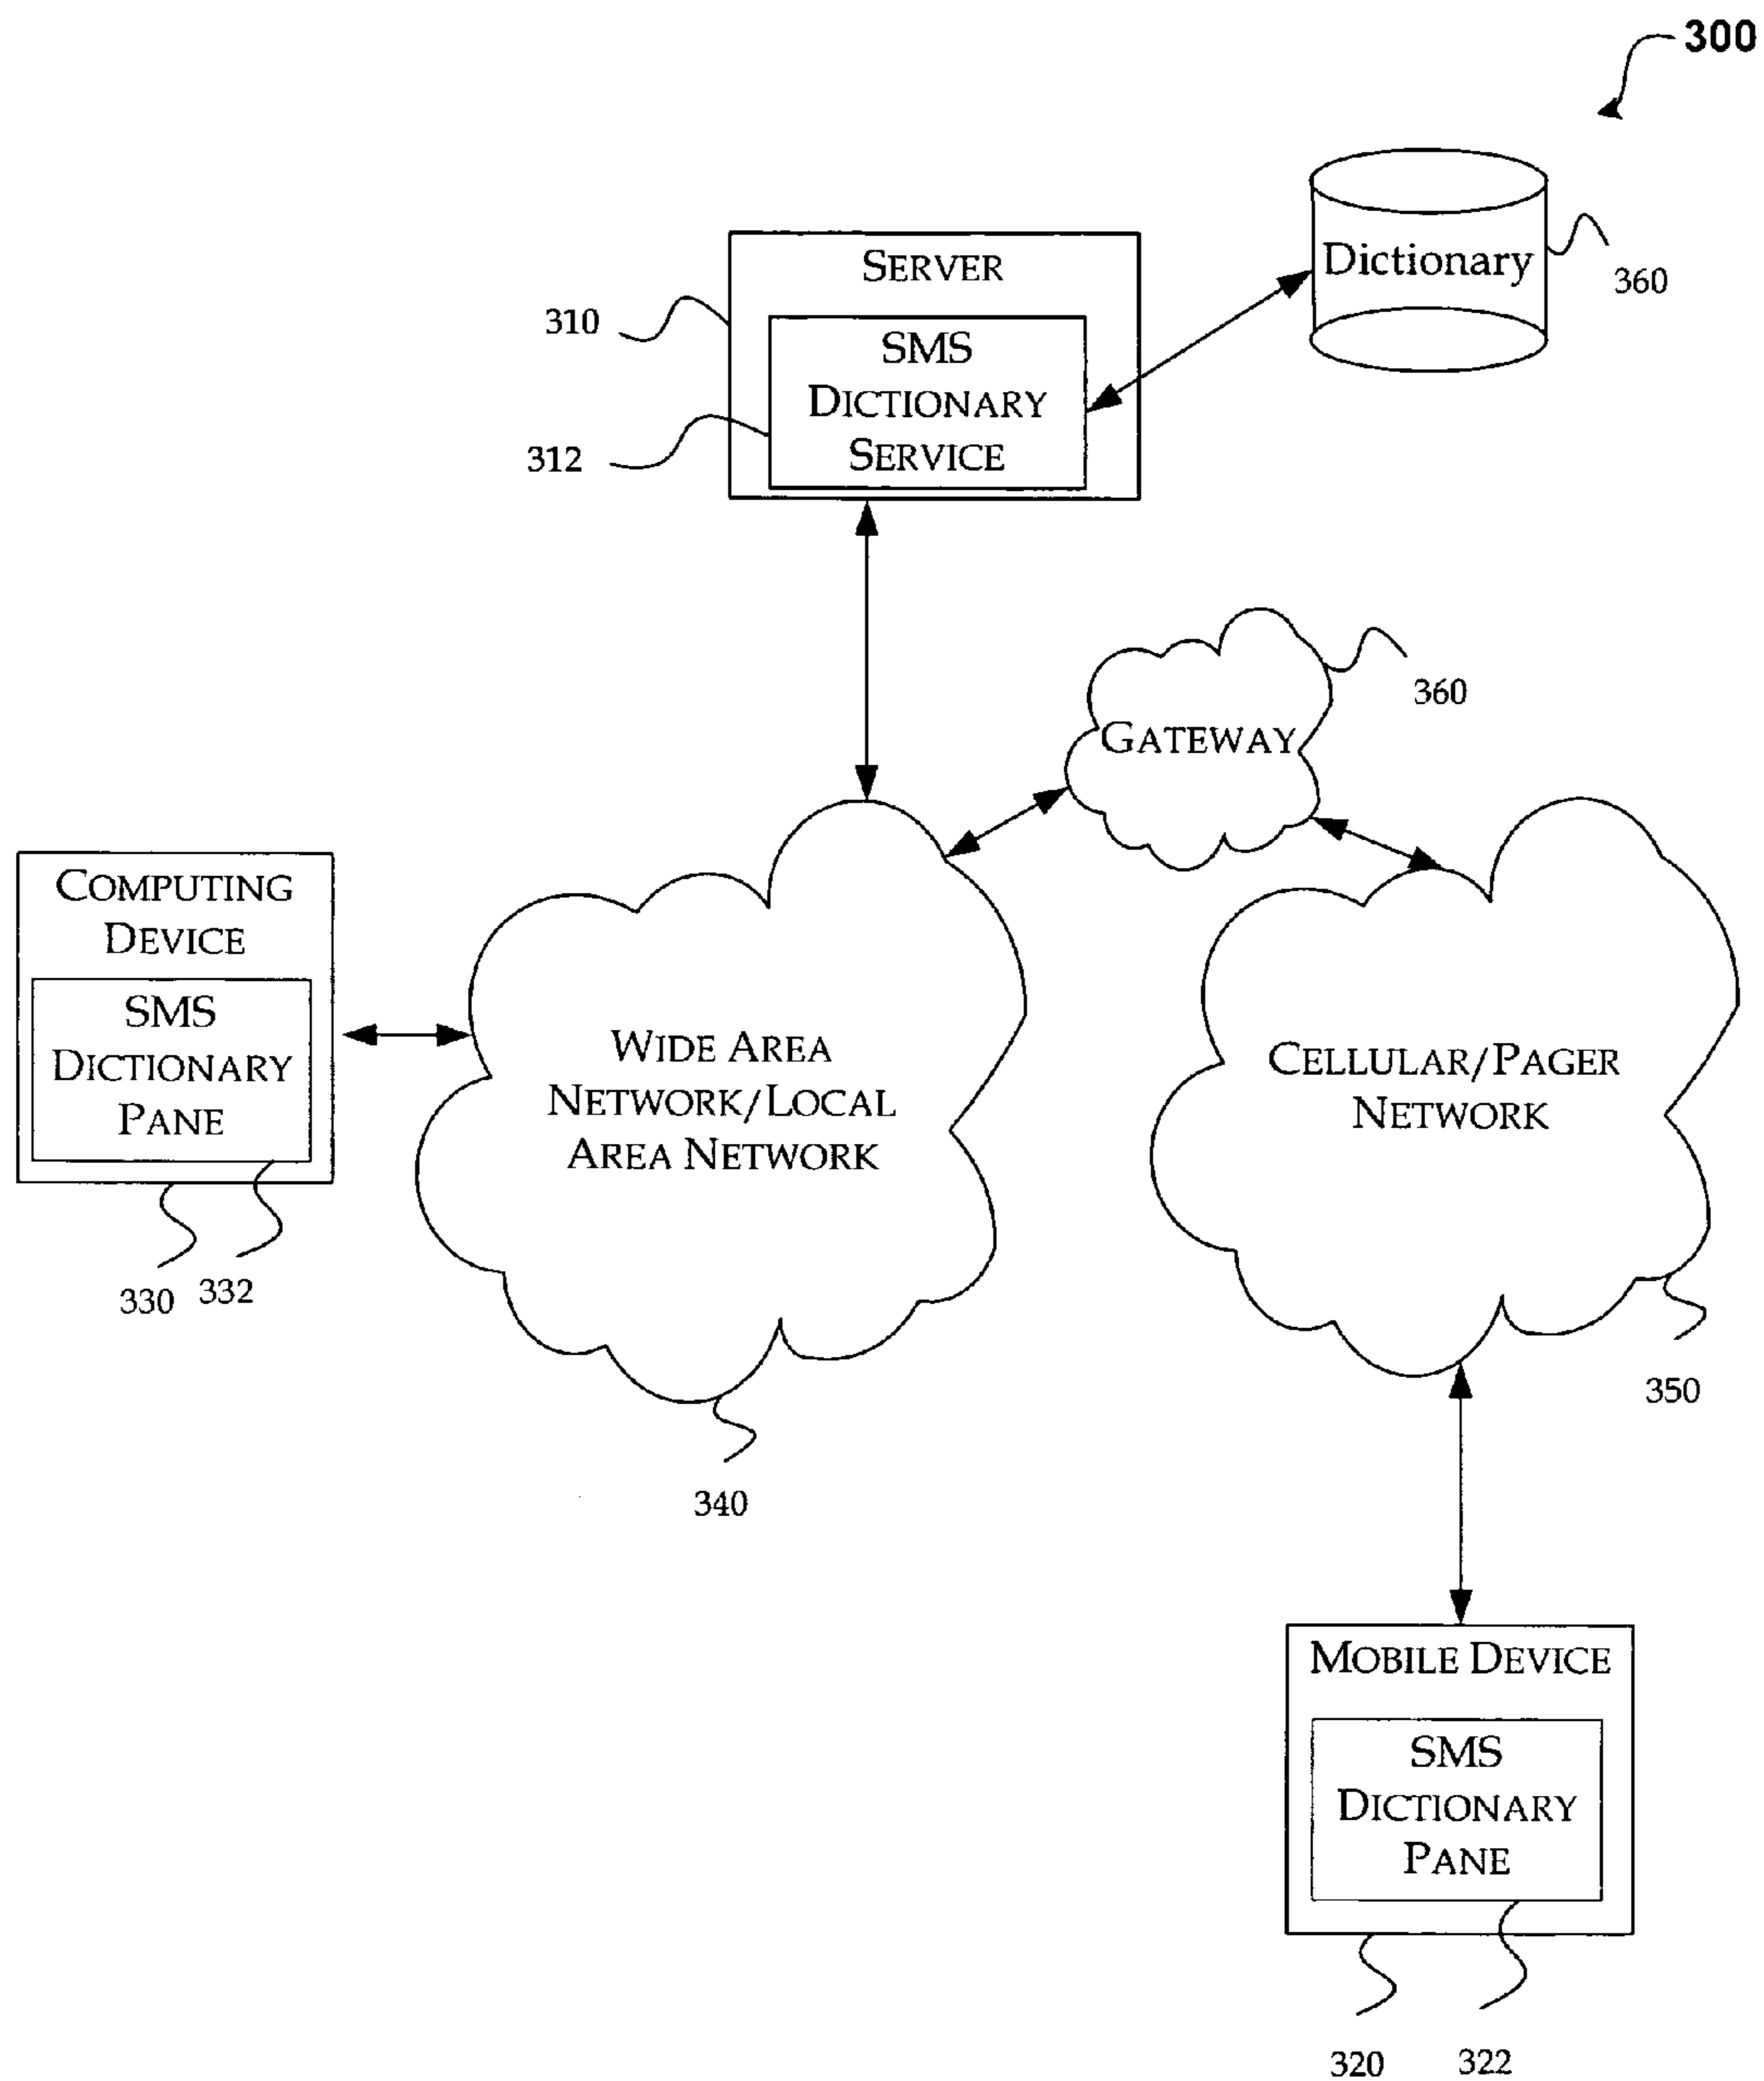 300
SERVER
Dictionary
360
310
SMS
DICTIONARY
SERVICE
312
360
GATEWAY
COMPUTING
DEVICE
SMS
DICTIONARY
PANE
WIDE AREA
NETWORK/LOCAL
AREA NETWORK
CELLULAR/PAGER
NETWORK
330
332
350
340
MOBILE DEVICE
SMS
DICTIONARY
PANE
320
322